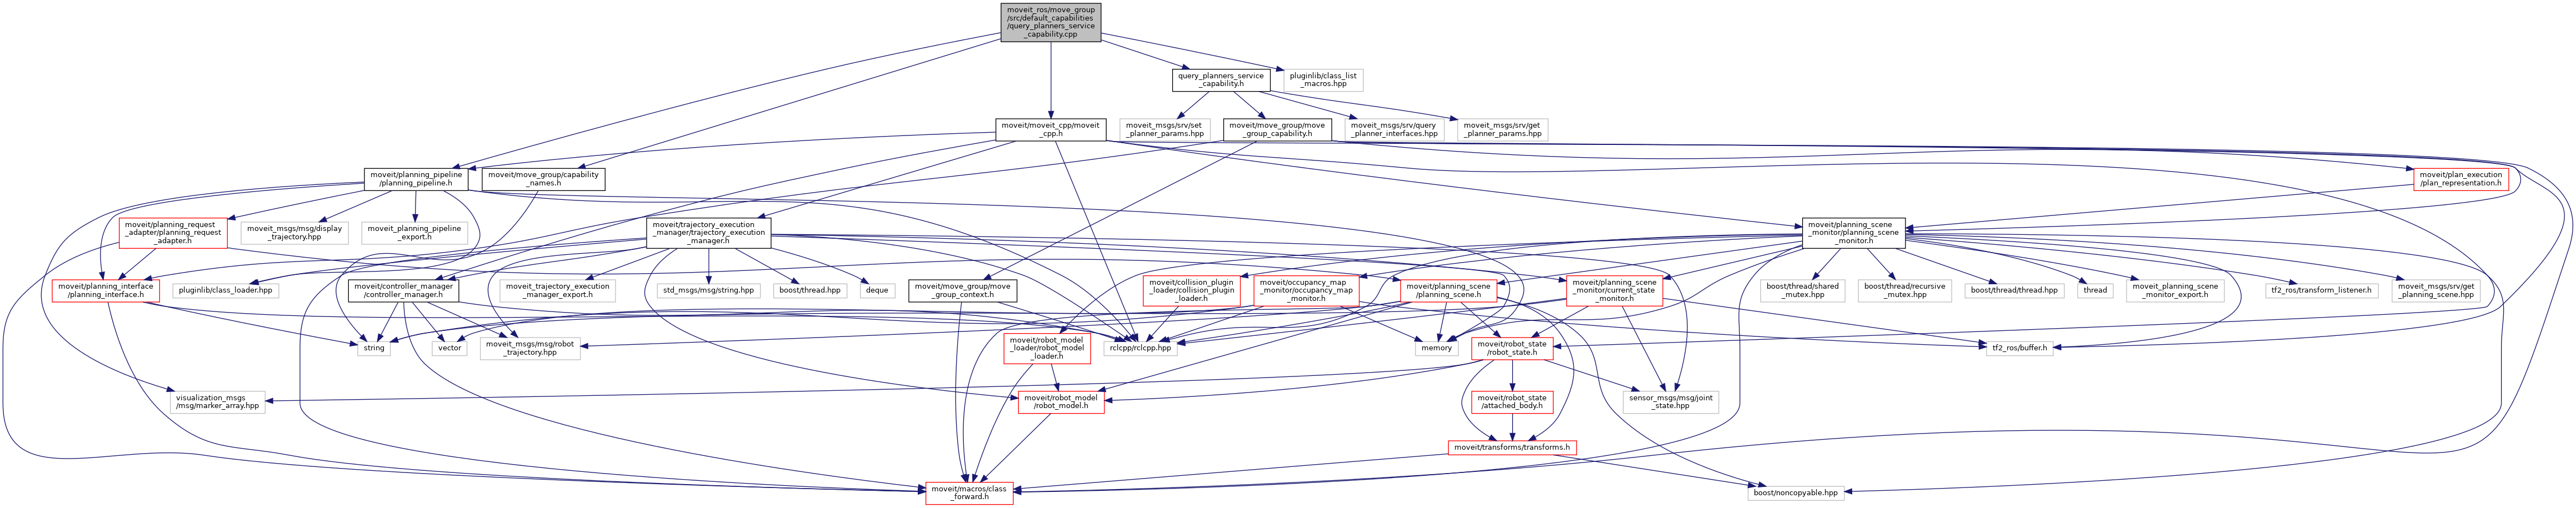 moveit_ros/move_group
/src/default_capabilities
/query_planners_service
_capability.cpp
query_planners_service
_capability.h
pluginlib/class_list
_macros.hpp
moveit/moveit_cpp/moveit
_cpp.h
moveit_msgs/srv/set
_planner_params.hpp
moveit/move_group/move
_group_capability.h
moveit_msgs/srv/query
_planner_interfaces.hpp
moveit_msgs/srv/get
_planner_params.hpp
moveit/planning_pipeline
/planning_pipeline.h
moveit/move_group/capability
_names.h
moveit/plan_execution
/plan_representation.h
moveit/planning_request
_adapter/planning_request
_adapter.h
moveit_msgs/msg/display
_trajectory.hpp
moveit_planning_pipeline
_export.h
moveit/trajectory_execution
_manager/trajectory_execution
_manager.h
moveit/planning_scene
_monitor/planning_scene
_monitor.h
moveit/planning_interface
/planning_interface.h
pluginlib/class_loader.hpp
moveit/controller_manager
/controller_manager.h
moveit_trajectory_execution
_manager_export.h
std_msgs/msg/string.hpp
boost/thread.hpp
deque
moveit/move_group/move
_group_context.h
moveit/collision_plugin
_loader/collision_plugin
_loader.h
moveit/occupancy_map
_monitor/occupancy_map
_monitor.h
moveit/planning_scene
/planning_scene.h
moveit/planning_scene
_monitor/current_state
_monitor.h
boost/thread/shared
_mutex.hpp
boost/thread/recursive
_mutex.hpp
boost/thread/thread.hpp
thread
moveit_planning_scene
_monitor_export.h
tf2_ros/transform_listener.h
moveit_msgs/srv/get
_planning_scene.hpp
string
vector
moveit_msgs/msg/robot
_trajectory.hpp
moveit/robot_model
_loader/robot_model
_loader.h
rclcpp/rclcpp.hpp
memory
moveit/robot_state
/robot_state.h
tf2_ros/buffer.h
visualization_msgs
/msg/marker_array.hpp
moveit/robot_model
/robot_model.h
moveit/robot_state
/attached_body.h
sensor_msgs/msg/joint
_state.hpp
moveit/transforms/transforms.h
moveit/macros/class
_forward.h
boost/noncopyable.hpp